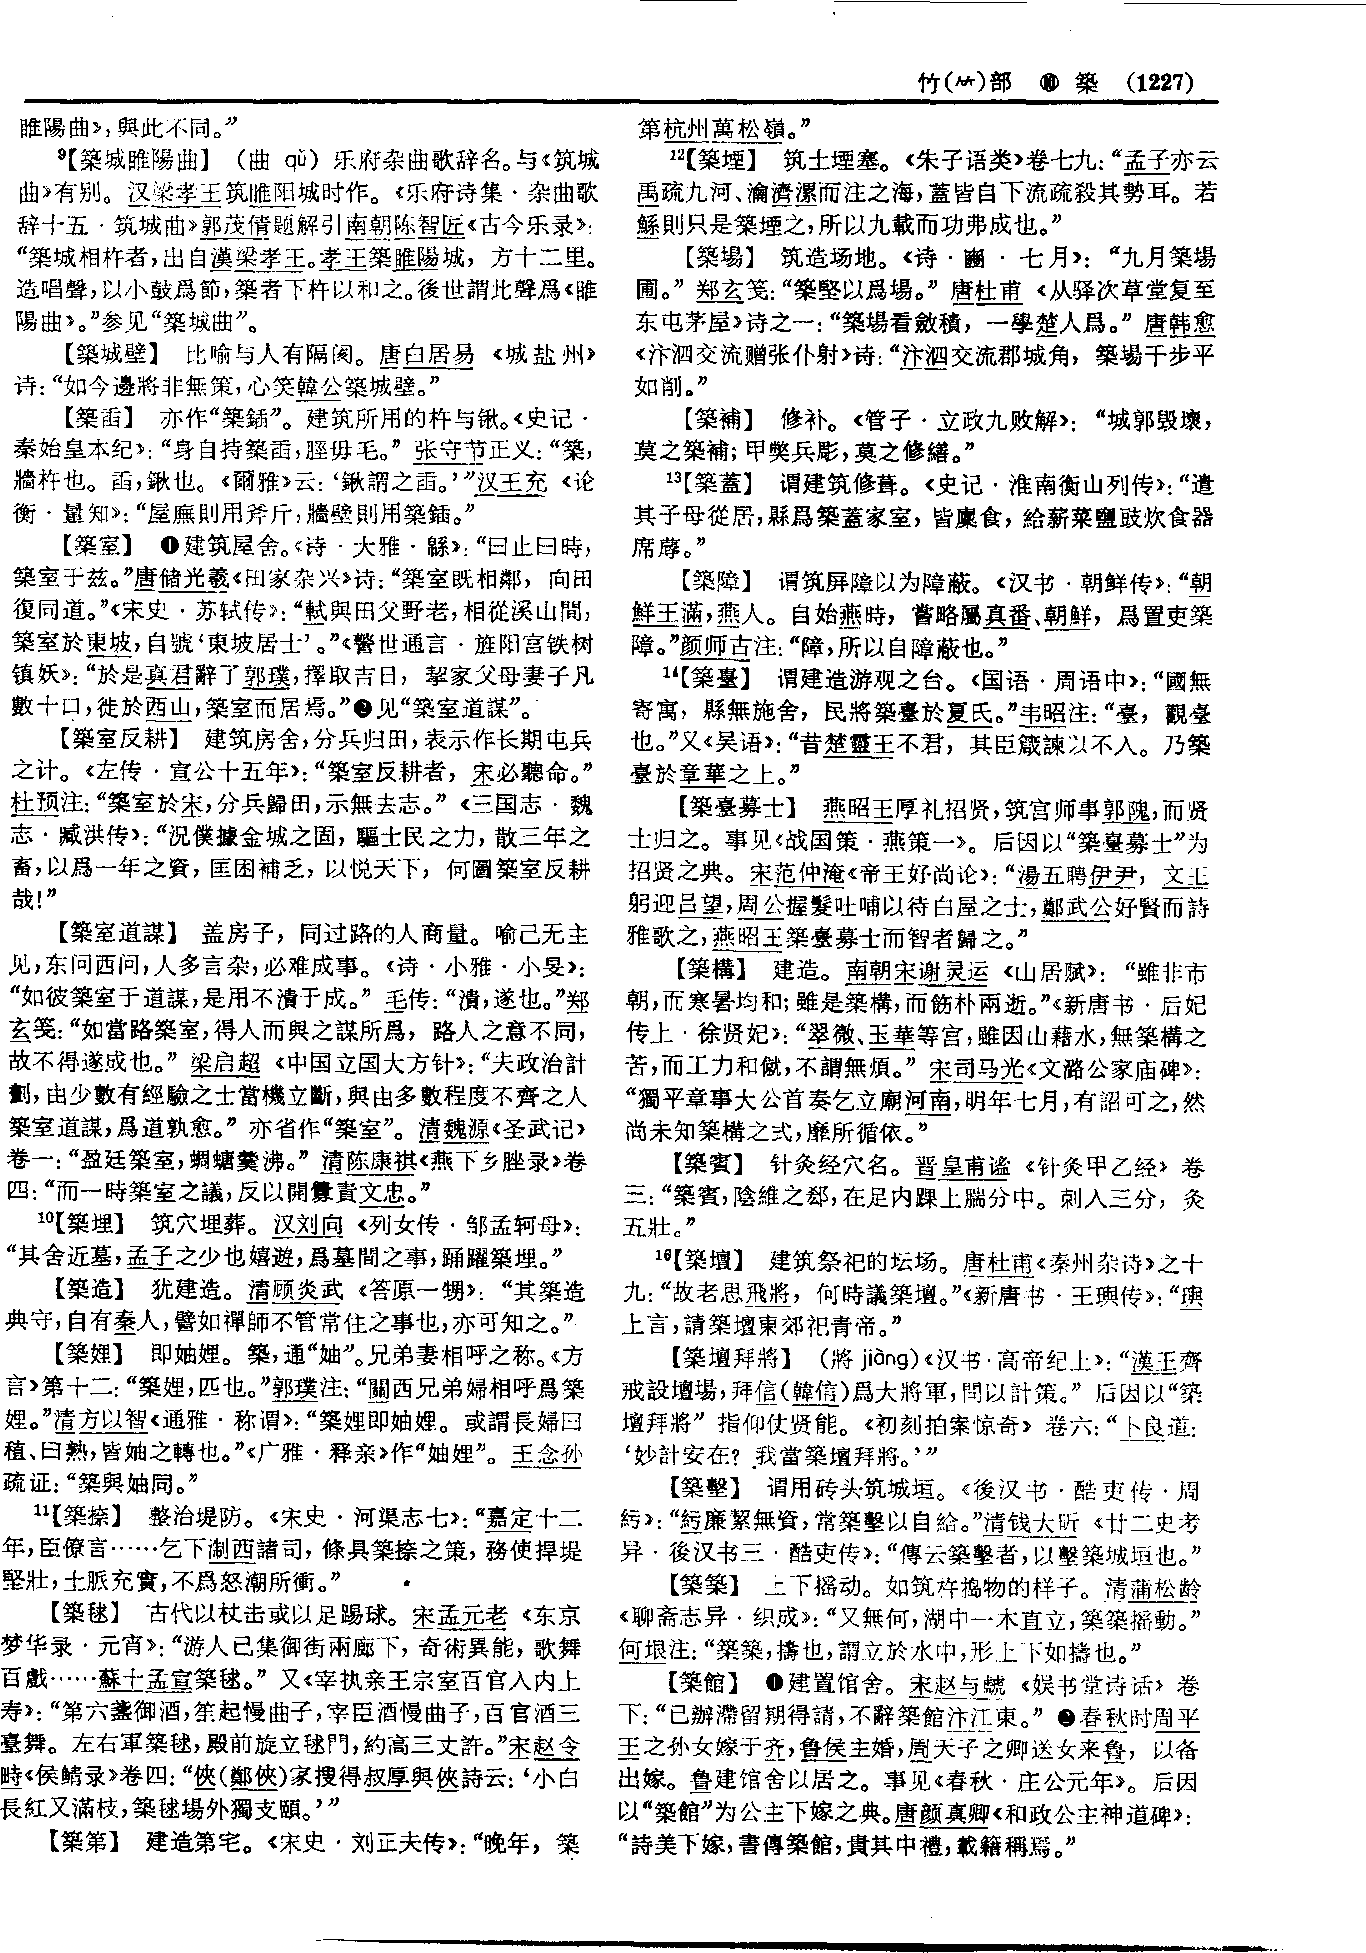 竹(⺮)部 ❿ 築 (1227)
睢陽曲》，與此不同。”
⁹【築城睢陽曲】 （曲 qǔ）乐府杂曲歌辞名。与《筑城
曲》有别。汉梁孝王筑睢阳城时作。《乐府诗集·杂曲歌
辞十五·筑城曲》郭茂倩题解引南朝陈智匠《古今乐录》：
“築城相杵者，出自漢梁孝王。孝王築睢陽城，方十二里。
造唱聲，以小鼓爲節，築者下杵以和之。後世謂此聲爲《睢
陽曲》。”参见“築城曲”。
【築城壁】 比喻与人有隔阂。唐白居易《城盐州》
诗：“如今邊將非無策，心笑韓公築城壁。”
【築臿】 亦作“築鍤”。建筑所用的杵与锹。《史记·
秦始皇本纪》：“身自持築臿，脛毋毛。”张守节正义：“築，
牆杵也。臿，鍬也。《爾雅》云：‘鍬謂之臿。’”汉王充《论
衡·量知》：“屋廡則用斧斤，牆壁則用築鍤。”
【築室】 ❶建筑屋舍。《诗·大雅·緜》：“曰止曰時，
築室于兹。”唐储光羲《田家杂兴》诗：“築室既相鄰，向田
復同道。”《宋史·苏轼传》：“軾與田父野老，相從溪山間，
築室於東坡，自號‘東坡居士’。”《警世通言·旌阳宫铁树
镇妖》：“於是真君辭了郭璞，擇取吉日，挈家父母妻子凡
數十口，徙於西山，築室而居焉。”❷见“築室道謀”。
【築室反耕】 建筑房舍，分兵归田，表示作长期屯兵
之计。《左传·宣公十五年》：“築室反耕者，宋必聽命。”
杜预注：“築室於宋，分兵歸田，示無去志。”《三国志·魏
志·臧洪传》：“況僕據金城之固，驅士民之力，散三年之
畜，以爲一年之資，匡困補乏，以悦天下，何圖築室反耕
哉！”
【築室道謀】 盖房子，同过路的人商量。喻己无主
见，东问西问，人多言杂，必难成事。《诗·小雅·小旻》：
“如彼築室于道謀，是用不潰于成。”毛传：“潰，遂也。”郑
玄笺：“如當路築室，得人而與之謀所爲，路人之意不同，
故不得遂成也。”梁启超《中国立国大方针》：“夫政治計
劃，由少數有經驗之士當機立斷，與由多數程度不齊之人
築室道謀，爲道孰愈。”亦省作“築室”。清魏源《圣武记》
卷一：“盈廷築室，蜩螗羹沸。”清陈康祺《燕下乡脞录》卷
四：“而一時築室之議，反以開釁責文忠。”
¹⁰【築埋】 筑穴埋葬。汉刘向《列女传·邹孟轲母》：
“其舍近墓，孟子之少也嬉遊，爲墓間之事，踊躍築埋。”
【築造】 犹建造。清顾炎武《答原一甥》：“其築造
典守，自有秦人，譬如禪師不管常住之事也，亦可知之。”
【築娌】 即妯娌。築，通“妯”。兄弟妻相呼之称。《方
言》第十二：“築娌，匹也。”郭璞注：“關西兄弟婦相呼爲築
娌。”清方以智《通雅·称谓》：“築娌即妯娌。或謂長婦曰
稙、曰熟，皆妯之轉也。”《广雅·释亲》作“妯娌”。王念孙
疏证：“築與妯同。”
¹¹【築捺】 整治堤防。《宋史·河渠志七》：“嘉定十二
年，臣僚言……乞下浙西諸司，條具築捺之策，務使捍堤
堅壯，土脈充實，不爲怒潮所衝。”
【築毬】 古代以杖击或以足踢球。宋孟元老《东京
梦华录·元宵》：“游人已集御街兩廊下，奇術異能，歌舞
百戲……蘇十孟宣築毬。”又《宰执亲王宗室百官入内上
寿》：“第六盞御酒，笙起慢曲子，宰臣酒慢曲子，百官酒三
臺舞。左右軍築毬，殿前旋立毬門，約高三丈許。”宋赵令
畤《侯鲭录》卷四：“俠(鄭俠)家搜得叔厚與俠詩云：‘小白
長紅又滿枝，築毬場外獨支頤。’”
【築第】 建造第宅。《宋史·刘正夫传》：“晚年，築
第杭州萬松嶺。”
¹²【築堙】 筑土堙塞。《朱子语类》卷七九：“孟子亦云
禹疏九河、瀹濟漯而注之海，蓋皆自下流疏殺其勢耳。若
鯀則只是築堙之，所以九載而功弗成也。”
【築場】 筑造场地。《诗·豳·七月》：“九月築場
圃。”郑玄笺：“築堅以爲場。”唐杜甫《从驿次草堂复至
东屯茅屋》诗之一：“築場看斂積，一學楚人爲。”唐韩愈
《汴泗交流赠张仆射》诗：“汴泗交流郡城角，築場千步平
如削。”
【築補】 修补。《管子·立政九败解》：“城郭毁壞，
莫之築補；甲獘兵彫，莫之修繕。”
¹³【築蓋】 谓建筑修葺。《史记·淮南衡山列传》：“遣
其子母從居，縣爲築蓋家室，皆廩食，給薪菜鹽豉炊食器
席蓐。”
【築障】 谓筑屏障以为障蔽。《汉书·朝鲜传》：“朝
鮮王滿，燕人。自始燕時，嘗略屬真番、朝鮮，爲置吏築
障。”颜师古注：“障，所以自障蔽也。”
¹⁴【築臺】 谓建造游观之台。《国语·周语中》：“國無
寄寓，縣無施舍，民將築臺於夏氏。”韦昭注：“臺，觀臺
也。”又《吴语》：“昔楚靈王不君，其臣箴諫以不入。乃築
臺於章華之上。”
【築臺募士】 燕昭王厚礼招贤，筑宫师事郭隗，而贤
士归之。事见《战国策·燕策一》。后因以“築臺募士”为
招贤之典。宋范仲淹《帝王好尚论》：“湯五聘伊尹，文王
躬迎吕望，周公握髮吐哺以待白屋之士，鄭武公好賢而詩
雅歌之，燕昭王築臺募士而智者歸之。”
【築構】 建造。南朝宋谢灵运《山居赋》：“雖非市
朝，而寒暑均和；雖是築構，而飭朴兩逝。”《新唐书·后妃
传上·徐贤妃》：“翠微、玉華等宫，雖因山藉水，無築構之
苦，而工力和僦，不謂無煩。”宋司马光《文潞公家庙碑》：
“獨平章事大公首奏乞立廟河南，明年七月，有詔可之，然
尚未知築構之式，靡所循依。”
【築賓】 针灸经穴名。晋皇甫谧《针灸甲乙经》卷
三：“築賓，陰維之郄，在足内踝上腨分中。刺入三分，灸
五壯。”
¹⁶【築壇】 建筑祭祀的坛场。唐杜甫《秦州杂诗》之十
九：“故老思飛將，何時議築壇。”《新唐书·王玙传》：“璵
上言，請築壇東郊祀青帝。”
【築壇拜將】 （將 jiàng）《汉书·高帝纪上》：“漢王齊
戒設壇場，拜信(韓信)爲大將軍，問以計策。”后因以“築
壇拜將”指仰仗贤能。《初刻拍案惊奇》卷六：“卜良道：
‘妙計安在？我當築壇拜將。’”
【築墼】 谓用砖头筑城垣。《後汉书·酷吏传·周
䊸》：“䊸廉絜無資，常築墼以自給。”清钱大昕《廿二史考
异·後汉书三·酷吏传》：“傳云築墼者，以墼築城垣也。”
【築築】 上下摇动。如筑杵捣物的样子。清蒲松龄
《聊斋志异·织成》：“又無何，湖中一木直立，築築摇動。”
何垠注：“築築，擣也，謂立於水中，形上下如擣也。”
【築館】 ❶建置馆舍。宋赵与虤《娱书堂诗话》卷
下：“已辦滯留期得請，不辭築館汴江東。”❷春秋时周平
王之孙女嫁于齐，鲁侯主婚，周天子之卿送女来鲁，以备
出嫁。鲁建馆舍以居之。事见《春秋·庄公元年》。后因
以“築館”为公主下嫁之典。唐颜真卿《和政公主神道碑》：
“詩美下嫁，書傳築館，貴其中禮，載籍稱焉。”